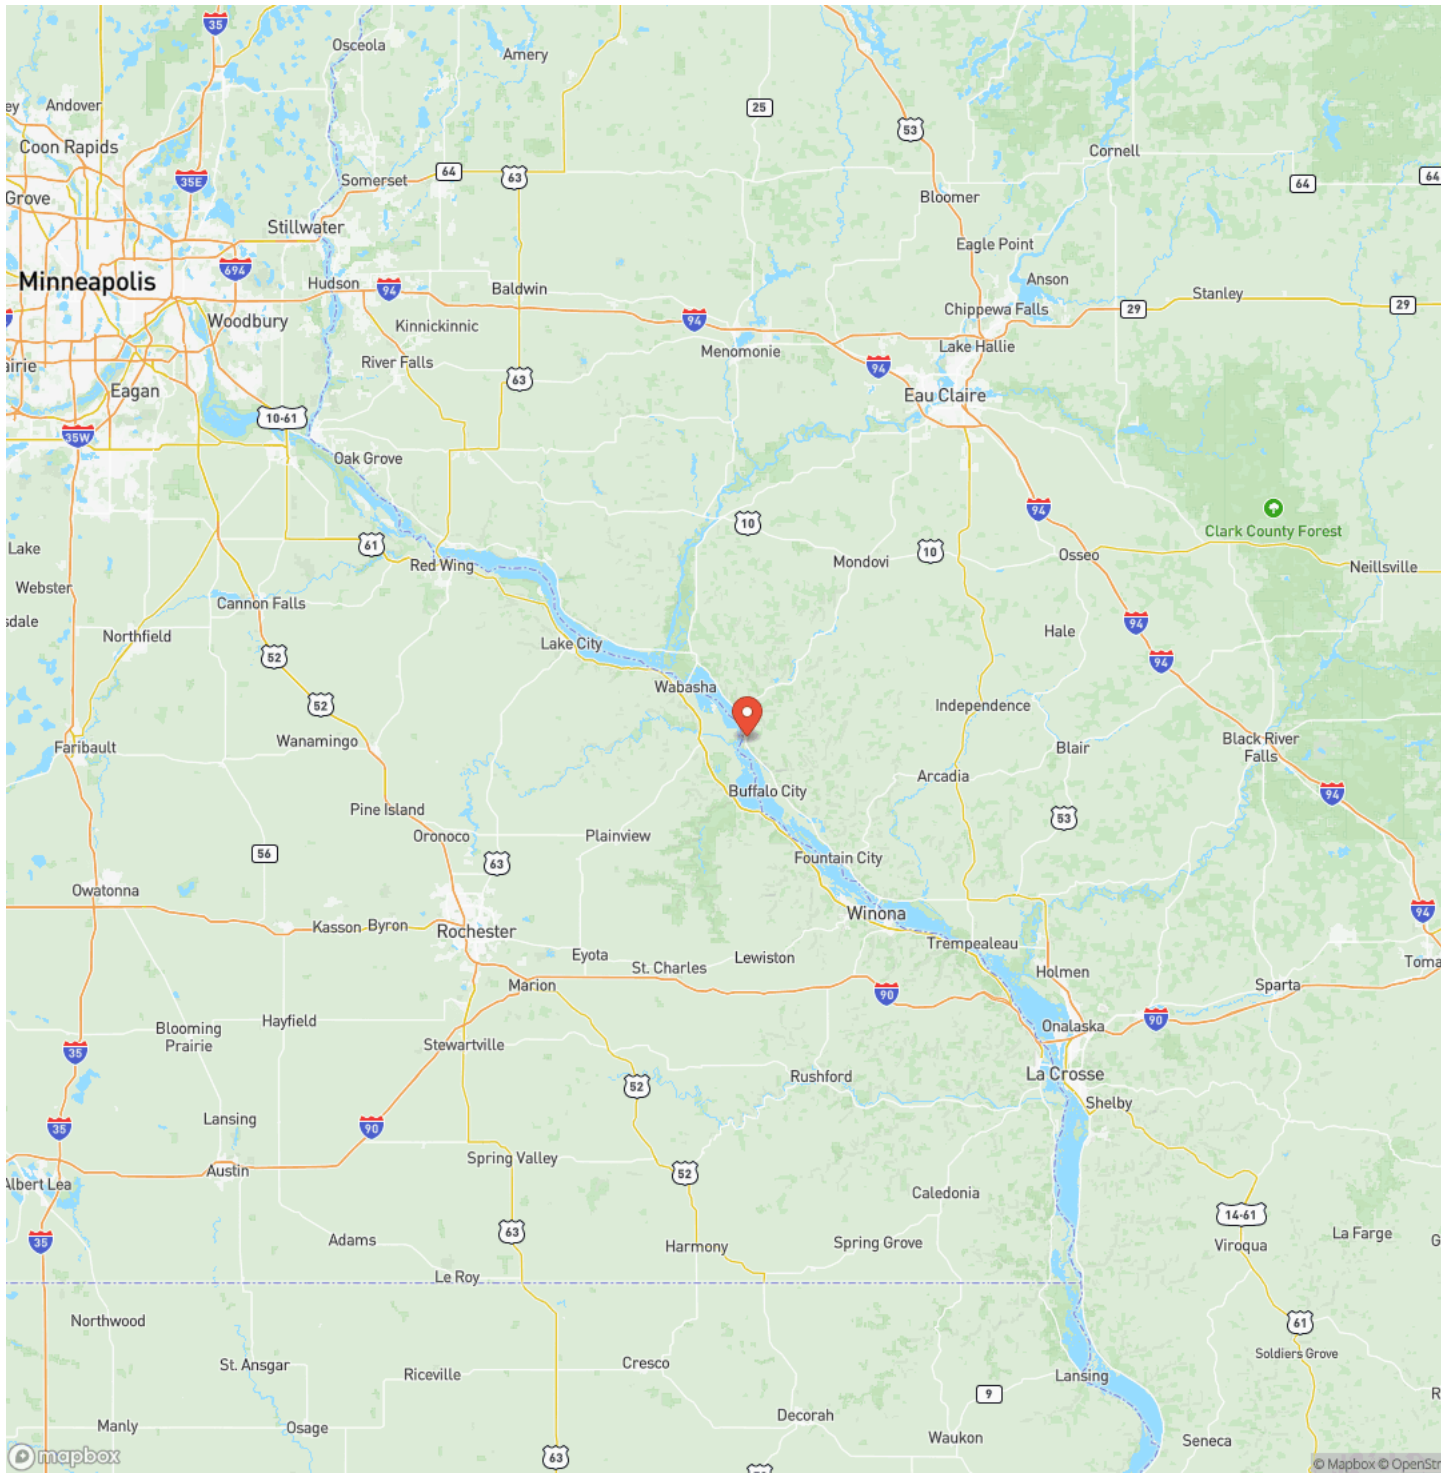 35
Osceola
Amery
ey
Andover
25
53
Coon Rapids
Cornell
64
63
35E
Somerset
64
64
Grove
Bloomer
Stillwater
Eagle Point
694
Minneapolis
Hudson
94
Baldwin
Anson
Stanley
Chippewa Falls
29
29
Woodbury
Kinnickinnic
94
Lake Hallie
Menomonie
River Falls
airie
94
63
Eagan
Eau Claire
10-61
35W
Oak Grove
94
Clark County Forest
10
61
10
Lake
Osseo
Red Wing
Mondovi
Neillsville
Webster
Cannon Falls
sdale
94
Northfield
Hale
Lake City
52
94
Wabasha
52
Independence
Wanamingo
Faribault
Blair
Black River
Falls
Arcadia
Buffalo City
94
Pine Island
53
Oronoco
Plainview
56
63
Fountain City
Owatonna
94
Winona
Kasson
Byron
Rochester
Trempealeau
Eyota
Lewiston
St. Charles
Toma
Holmen
Marion
90
Sparta
Hayfield
90
Blooming
Prairie
Onalaska
Stewartville
35
La Crosse
Rushford
52
Shelby
Lansing
90
35
Spring Valley
Austin
52
Albert Lea
Caledonia
14-61
63
La Farge
35
Adams
Harmony
Spring Grove
Viroqua
G
Le Roy
Northwood
61
Soldiers Grove
St. Ansgar
Cresco
Riceville
Lansing
9
R
Decorah
Manly
Osage
Waukon
Seneca
63
52
mapbox
© Mapbox © OpenStr